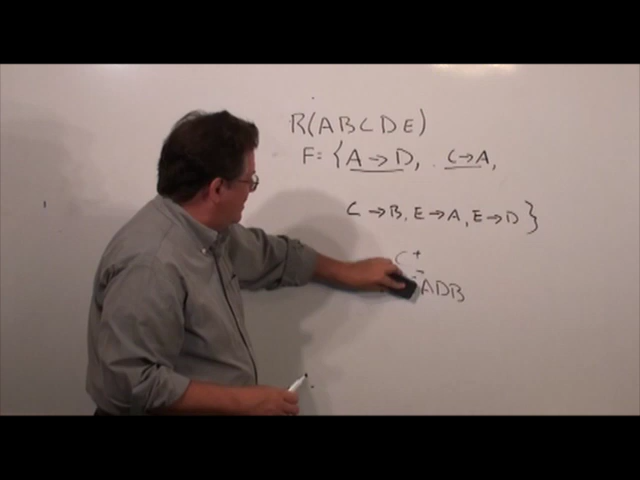 R(ABCDE)
F={A→D, C→A,
C→B, E→A, E→D}
C+
ADB